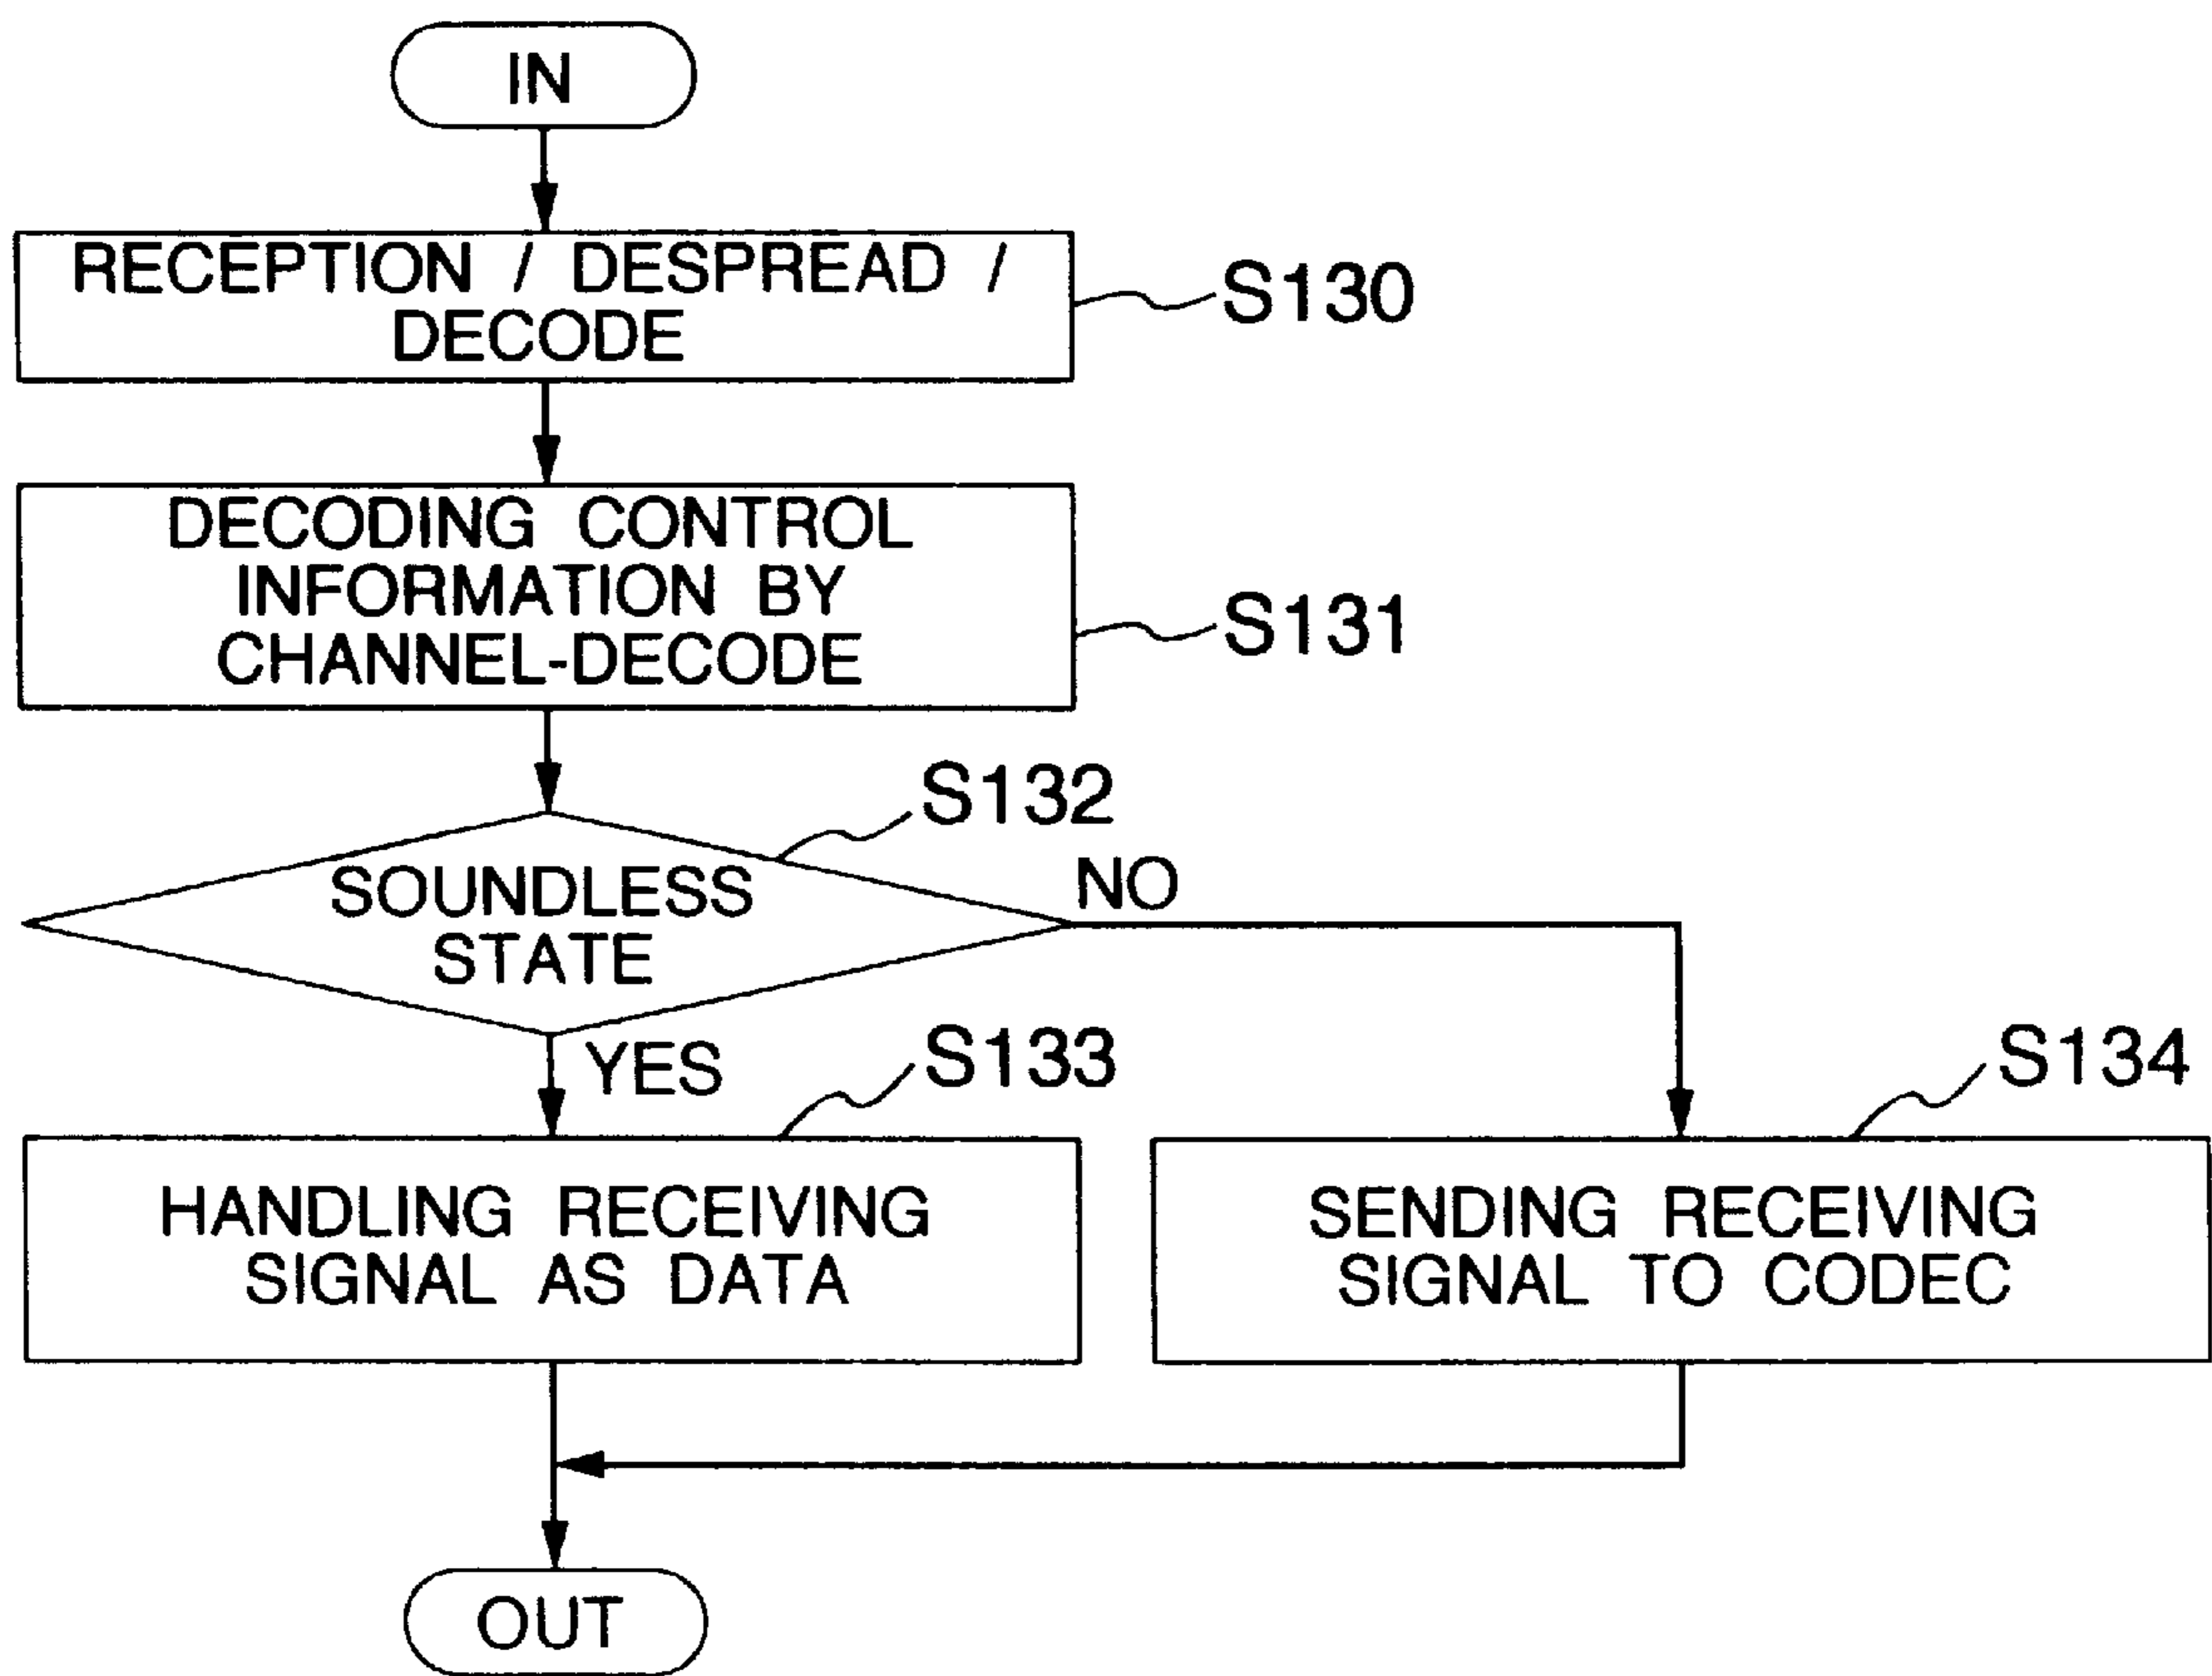 IN
RECEPTION / DESPREAD /
DECODE
S130
DECODING CONTROL
INFORMATION BY
CHANNEL-DECODE
S131
S132
SOUNDLESS
STATE
NO
YES
S133
S134
HANDLING RECEIVING
SIGNAL AS DATA
SENDING RECEIVING
SIGNAL TO CODEC
OUT